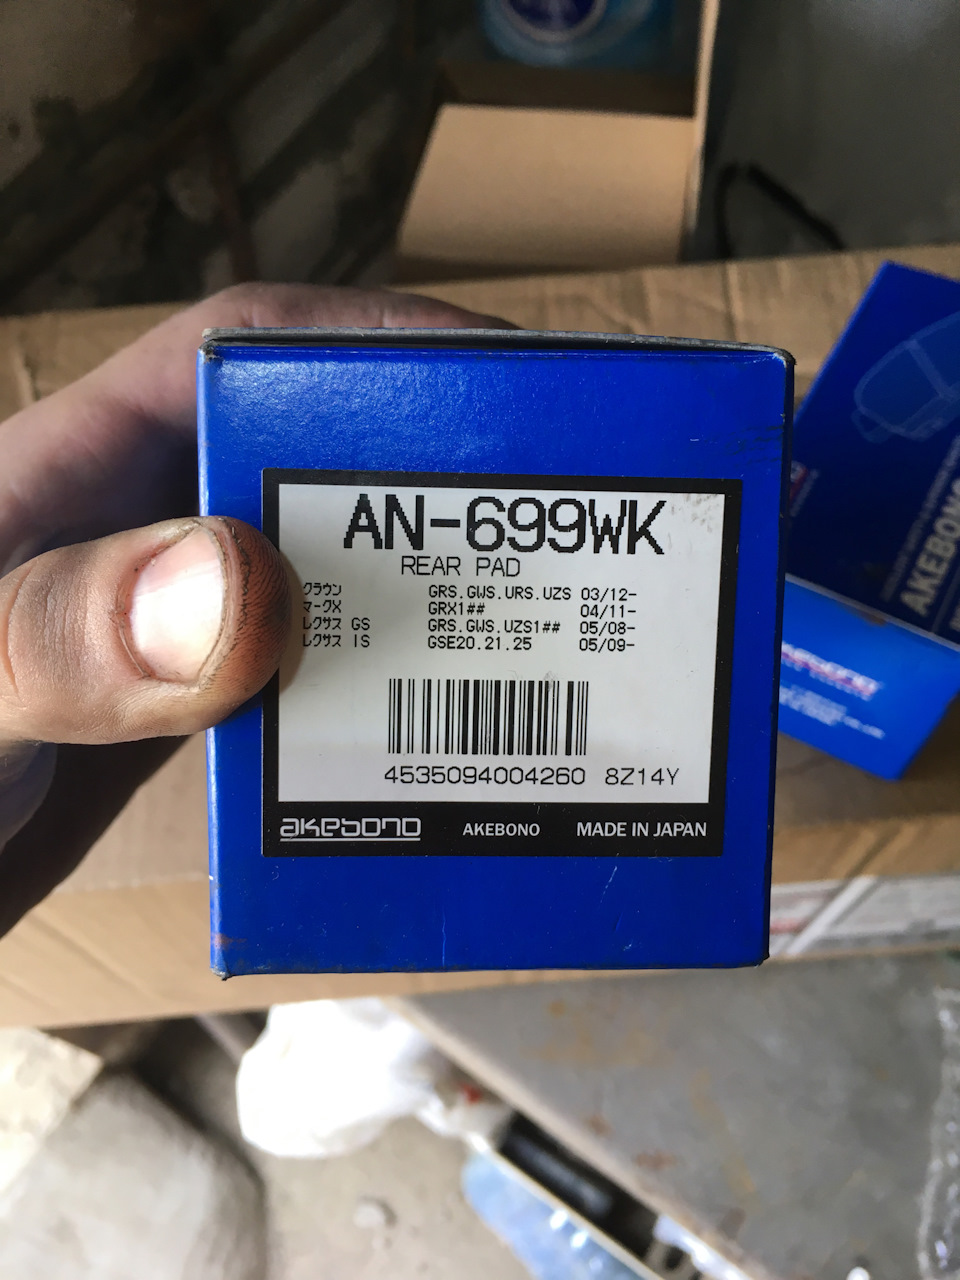 AN-699WK
REAR PAD
クラウン GRS.GWS.URS.UZS 03/12-
マークX GRX1## 04/11-
レクサス GS GRS.GWS.UZS1## 05/08-
レクサス IS GSE20.21.25 05/09-
4535094004260 8Z14Y
akebono AKEBONO MADE IN JAPAN
AKEBONO